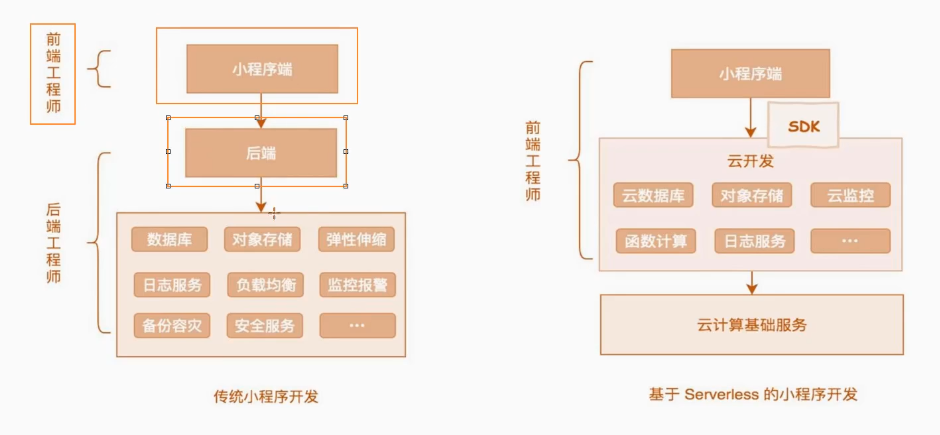 前端工程师
小程序端
后端
后端工程师
数据库 对象存储 弹性伸缩
日志服务 负载均衡 监控报警
备份容灾 安全服务 ...
传统小程序开发
前端工程师
小程序端
SDK
云开发
云数据库 对象存储 云监控
函数计算 日志服务 ...
云计算基础服务
基于 Serverless 的小程序开发